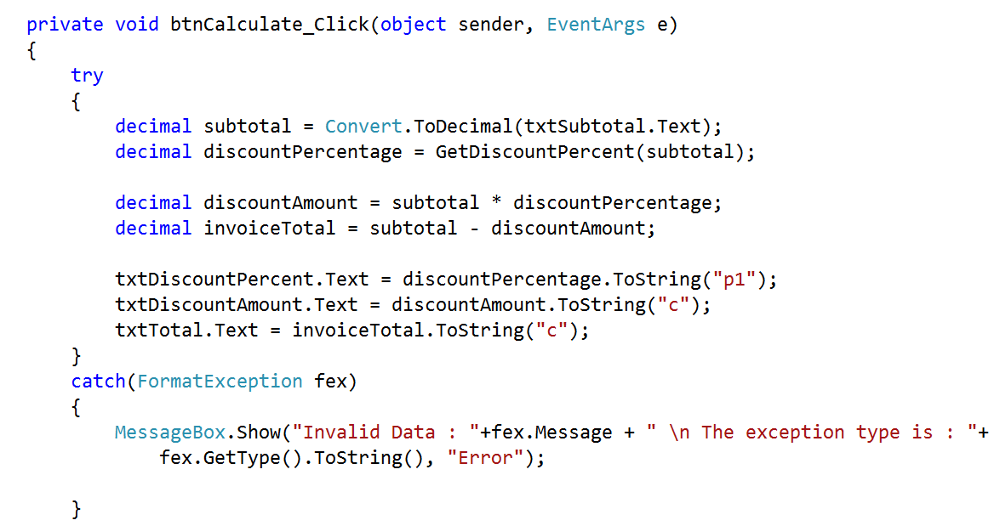 private void btnCalculate_Click(object sender, EventArgs e)
{
    try
    {
        decimal subtotal = Convert.ToDecimal(txtSubtotal.Text);
        decimal discountPercentage = GetDiscountPercent(subtotal);

        decimal discountAmount = subtotal * discountPercentage;
        decimal invoiceTotal = subtotal - discountAmount;

        txtDiscountPercent.Text = discountPercentage.ToString("p1");
        txtDiscountAmount.Text = discountAmount.ToString("c");
        txtTotal.Text = invoiceTotal.ToString("c");
    }
    catch(FormatException fex)
    {
        MessageBox.Show("Invalid Data : "+fex.Message + " \n The exception type is : "+
            fex.GetType().ToString(), "Error");

    }